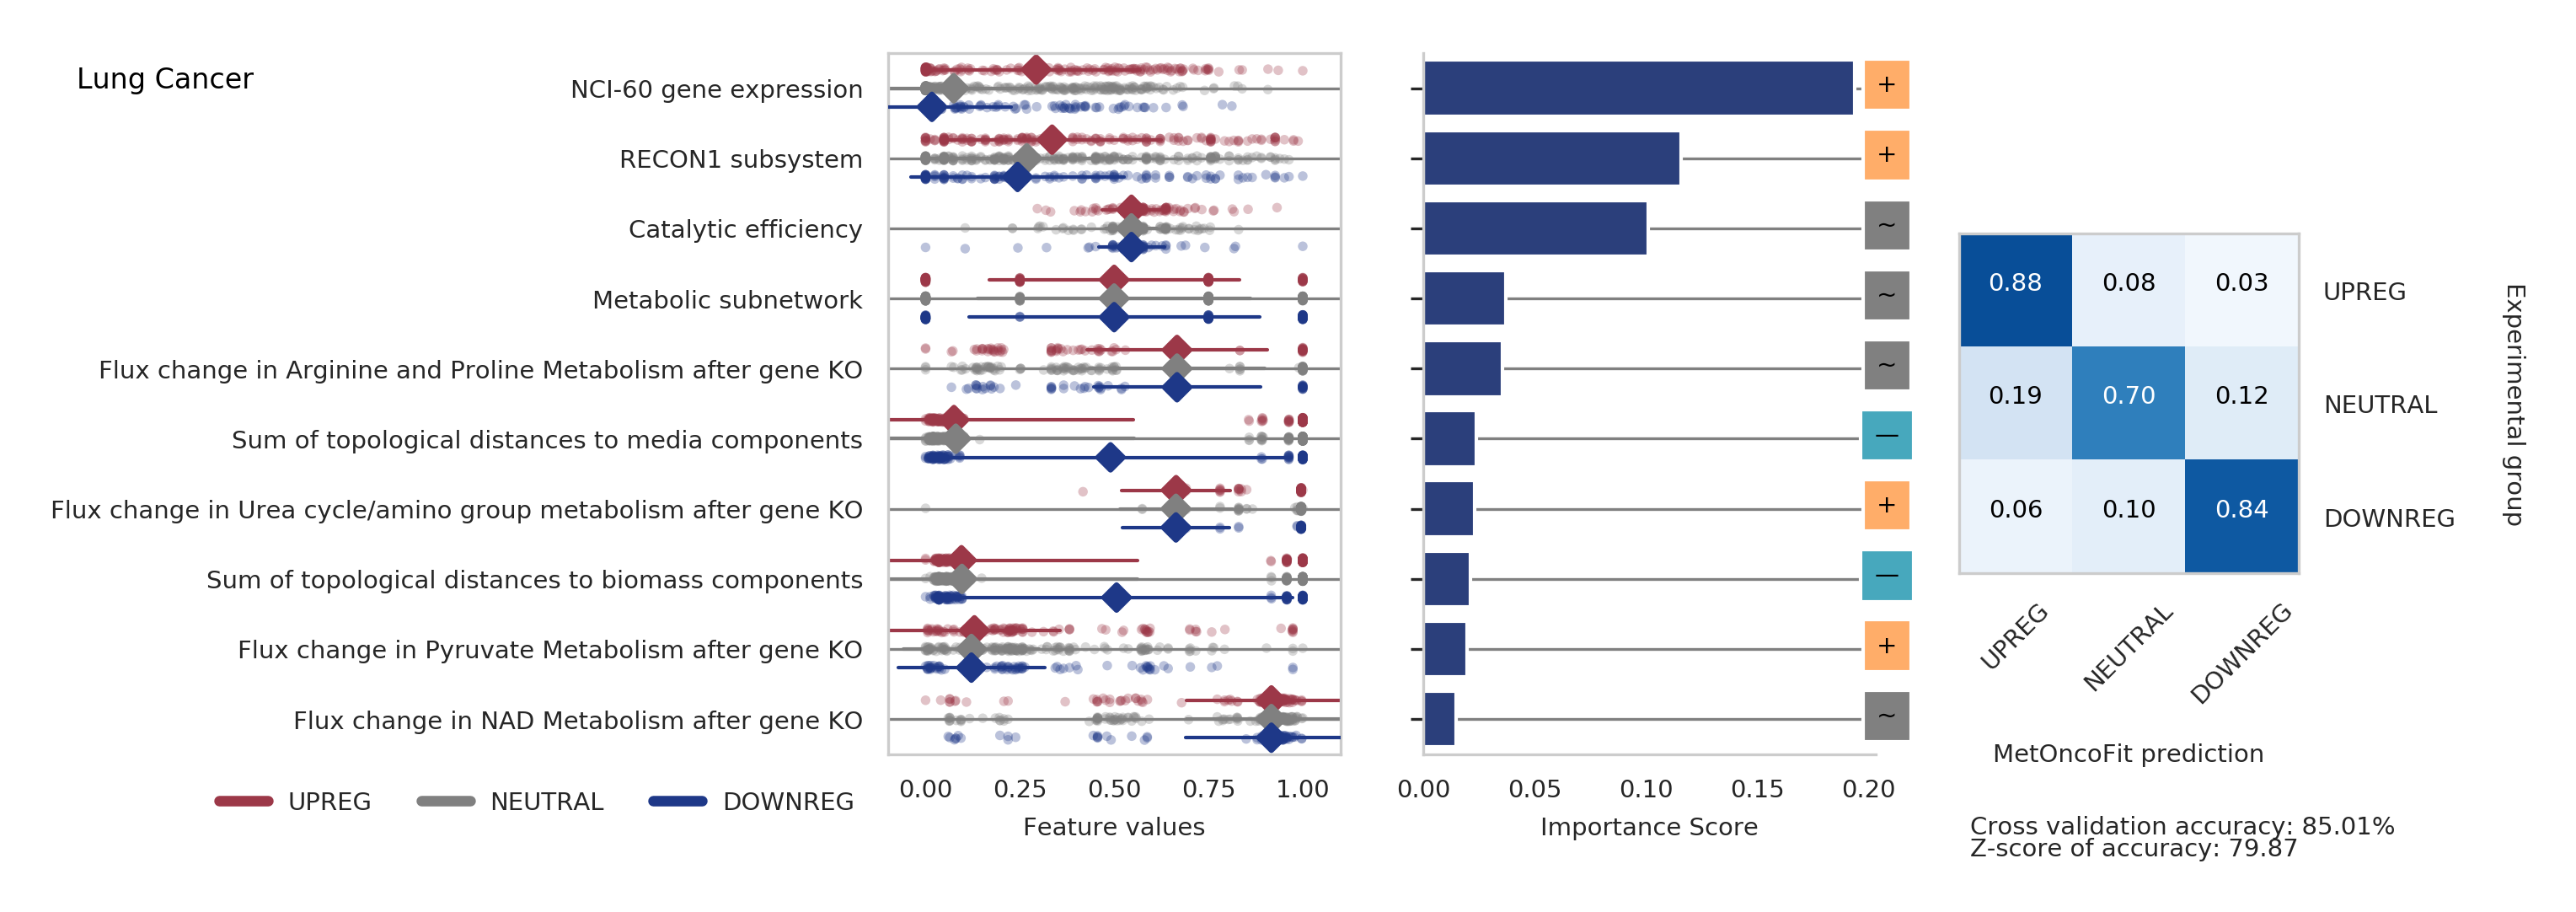 Lung Cancer
NCI-60 gene expression
RECON1 subsystem
Catalytic efficiency
Metabolic subnetwork
Flux change in Arginine and Proline Metabolism after gene KO
Sum of topological distances to media components
Flux change in Urea cycle/amino group metabolism after gene KO
Sum of topological distances to biomass components
Flux change in Pyruvate Metabolism after gene KO
Flux change in NAD Metabolism after gene KO
UPREG NEUTRAL DOWNREG
0.00 0.25 0.50 0.75 1.00
Feature values
+
+
~
~
~
—
+
—
+
~
0.00 0.05 0.10 0.15 0.20
Importance Score
0.88 0.08 0.03 UPREG
0.19 0.70 0.12 NEUTRAL
0.06 0.10 0.84 DOWNREG
Experimental group
UPREG NEUTRAL DOWNREG
MetOncoFit prediction
Cross validation accuracy: 85.01%
Z-score of accuracy: 79.87